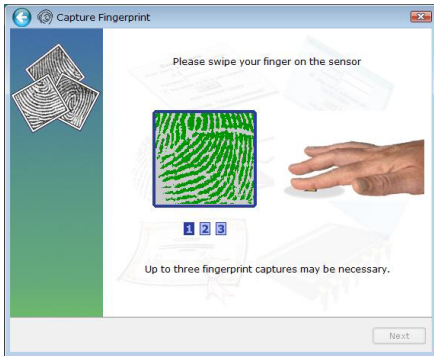 Capture Fingerprint
Please swipe your finger on the sensor
1 2 3
Up to three fingerprint captures may be necessary.
Next